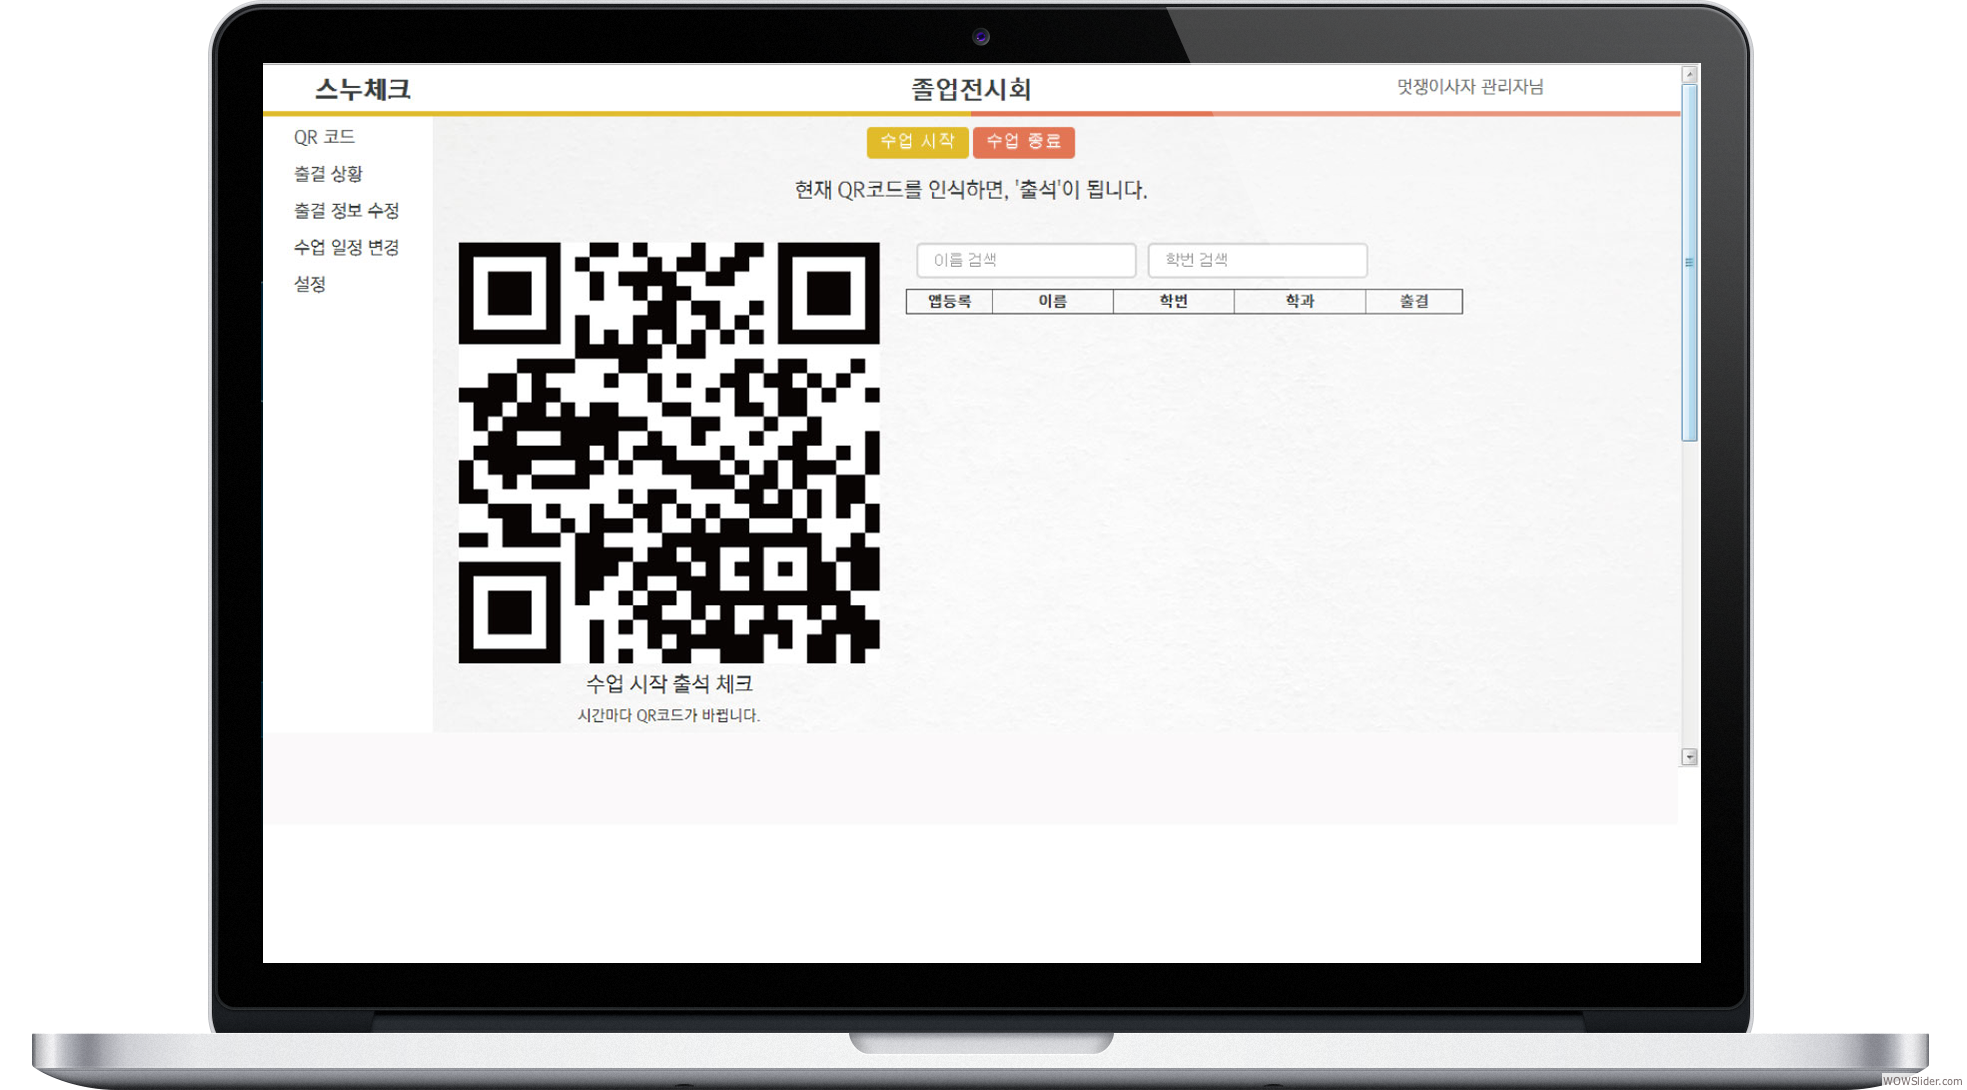 스누체크
졸업전시회
멋쟁이사자 관리자님
QR 코드
출결 상황
출결 정보 수정
수업 일정 변경
설정
수업 시작
수업 종료
현재 QR코드를 인식하면, '출석'이 됩니다.
이름 검색
학번 검색
앱등록 이름 학번 학과 출결
수업 시작 출석 체크
시간마다 QR코드가 바뀝니다.
WOWSlider.com